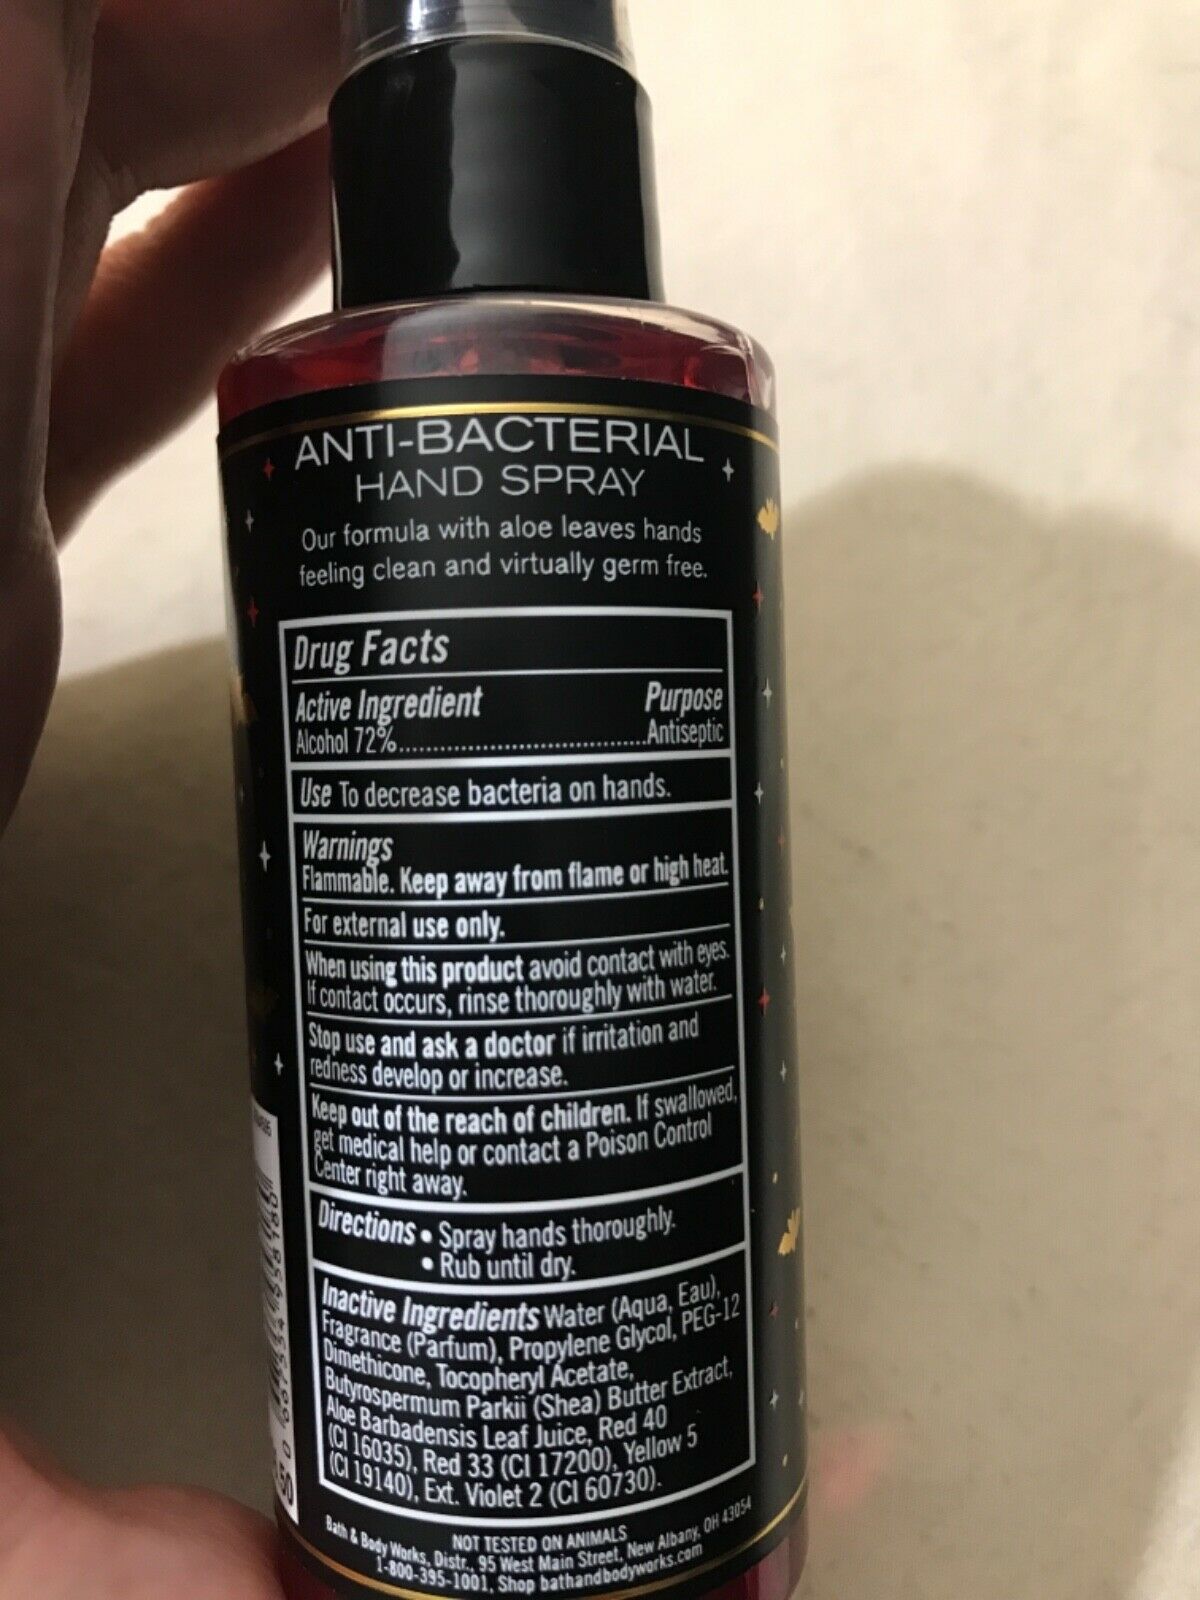 ANTI-BACTERIAL
HAND SPRAY
Our formula with aloe leaves hands
feeling clean and virtually germ free.
Drug Facts
Active Ingredient Purpose
Alcohol 72%......................................Antiseptic
Use To decrease bacteria on hands.
Warnings
Flammable. Keep away from flame or high heat.
For external use only.
When using this product avoid contact with eyes.
If contact occurs, rinse thoroughly with water.
Stop use and ask a doctor if irritation and
redness develop or increase.
Keep out of the reach of children. If swallowed,
get medical help or contact a Poison Control
Center right away.
Directions • Spray hands thoroughly.
• Rub until dry.
Inactive Ingredients Water (Aqua, Eau),
Fragrance (Parfum), Propylene Glycol, PEG-12
Dimethicone, Tocopheryl Acetate,
Butyrospermum Parkii (Shea) Butter Extract,
Aloe Barbadensis Leaf Juice, Red 40
(CI 16035), Red 33 (CI 17200), Yellow 5
(CI 19140), Ext. Violet 2 (CI 60730).
NOT TESTED ON ANIMALS
Bath & Body Works, Distr., 95 West Main Street, New Albany, OH 43054
1-800-395-1001, Shop bathandbodyworks.com